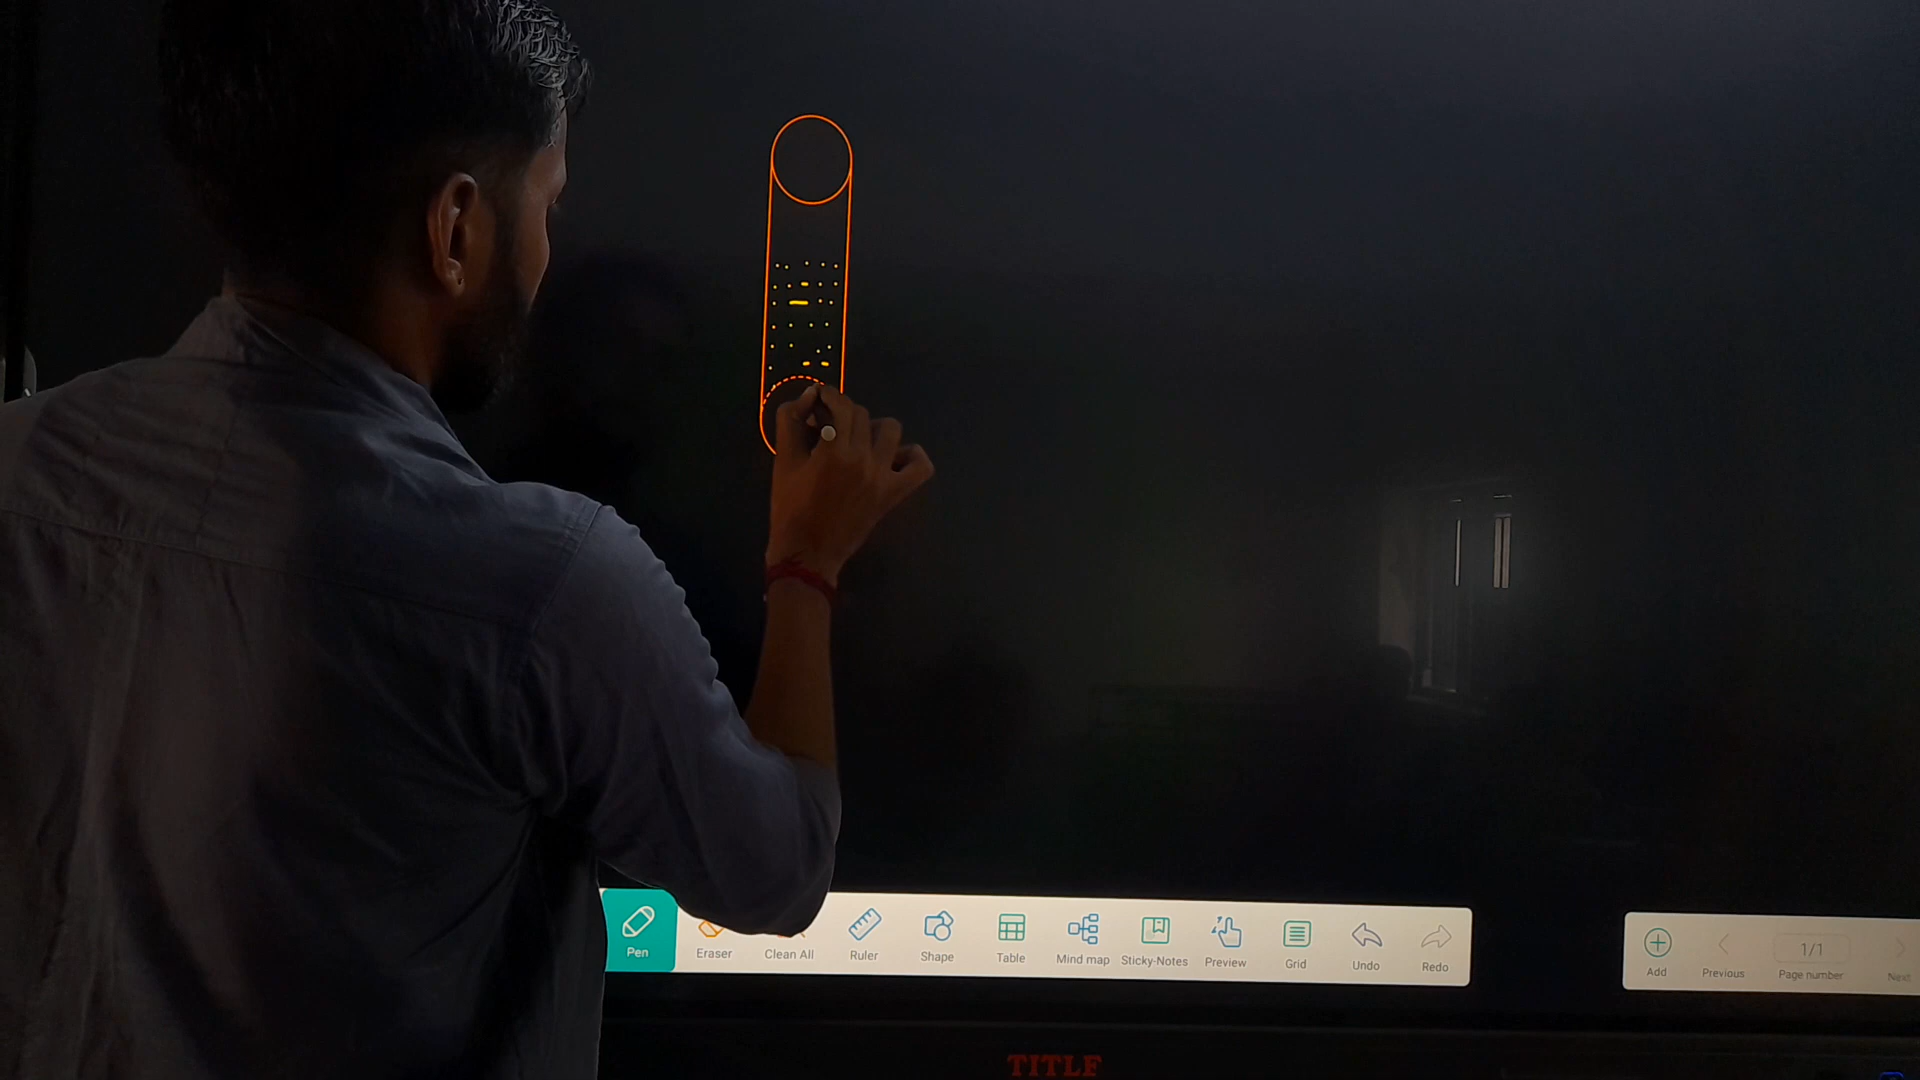 Pen
Eraser
Clean All
Ruler
Shape
Table
Mind map
Sticky-Notes
Preview
Grid
Undo
Redo
Add
Previous
1/1
Page number
Next